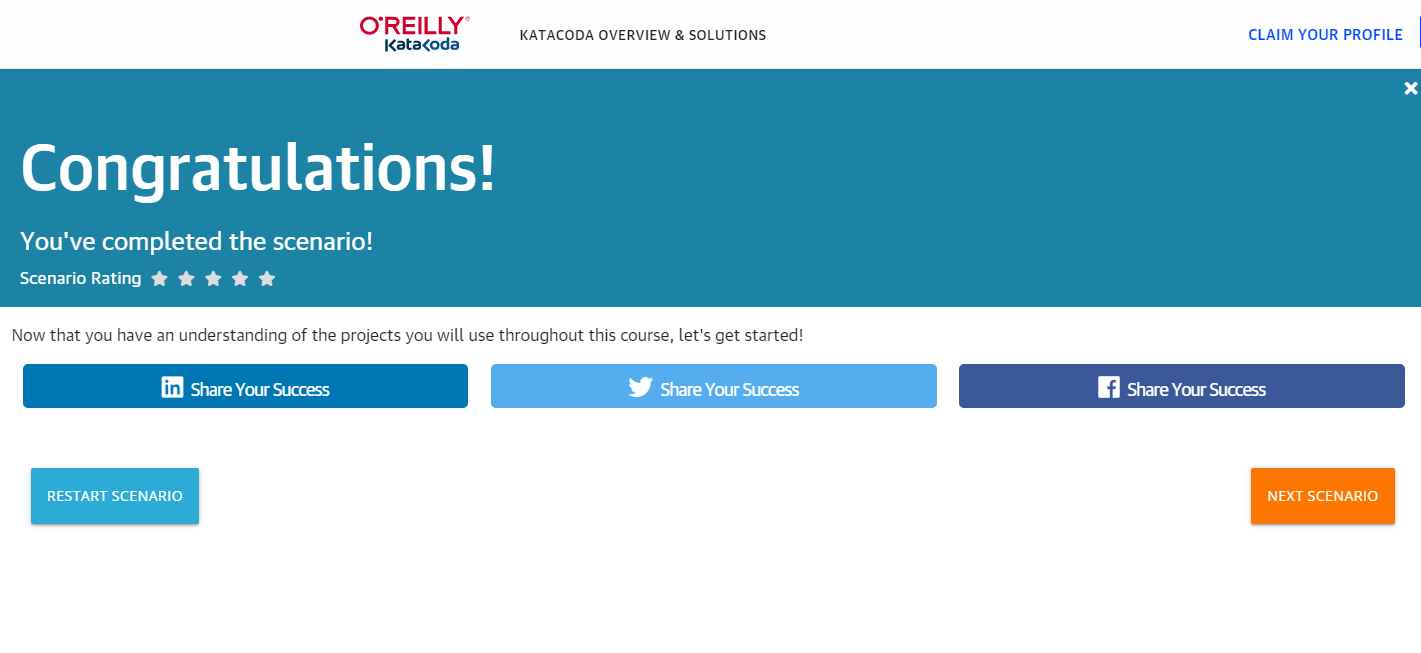 O'REILLY®
KATACODA OVERVIEW & SOLUTIONS
CLAIM YOUR PROFILE
Katacoda
Congratulations!
You've completed the scenario!
Scenario Rating
Now that you have an understanding of the projects you will use throughout this course, let's get started!
Share Your Success
Share Your Success
Share Your Success
RESTART SCENARIO
NEXT SCENARIO